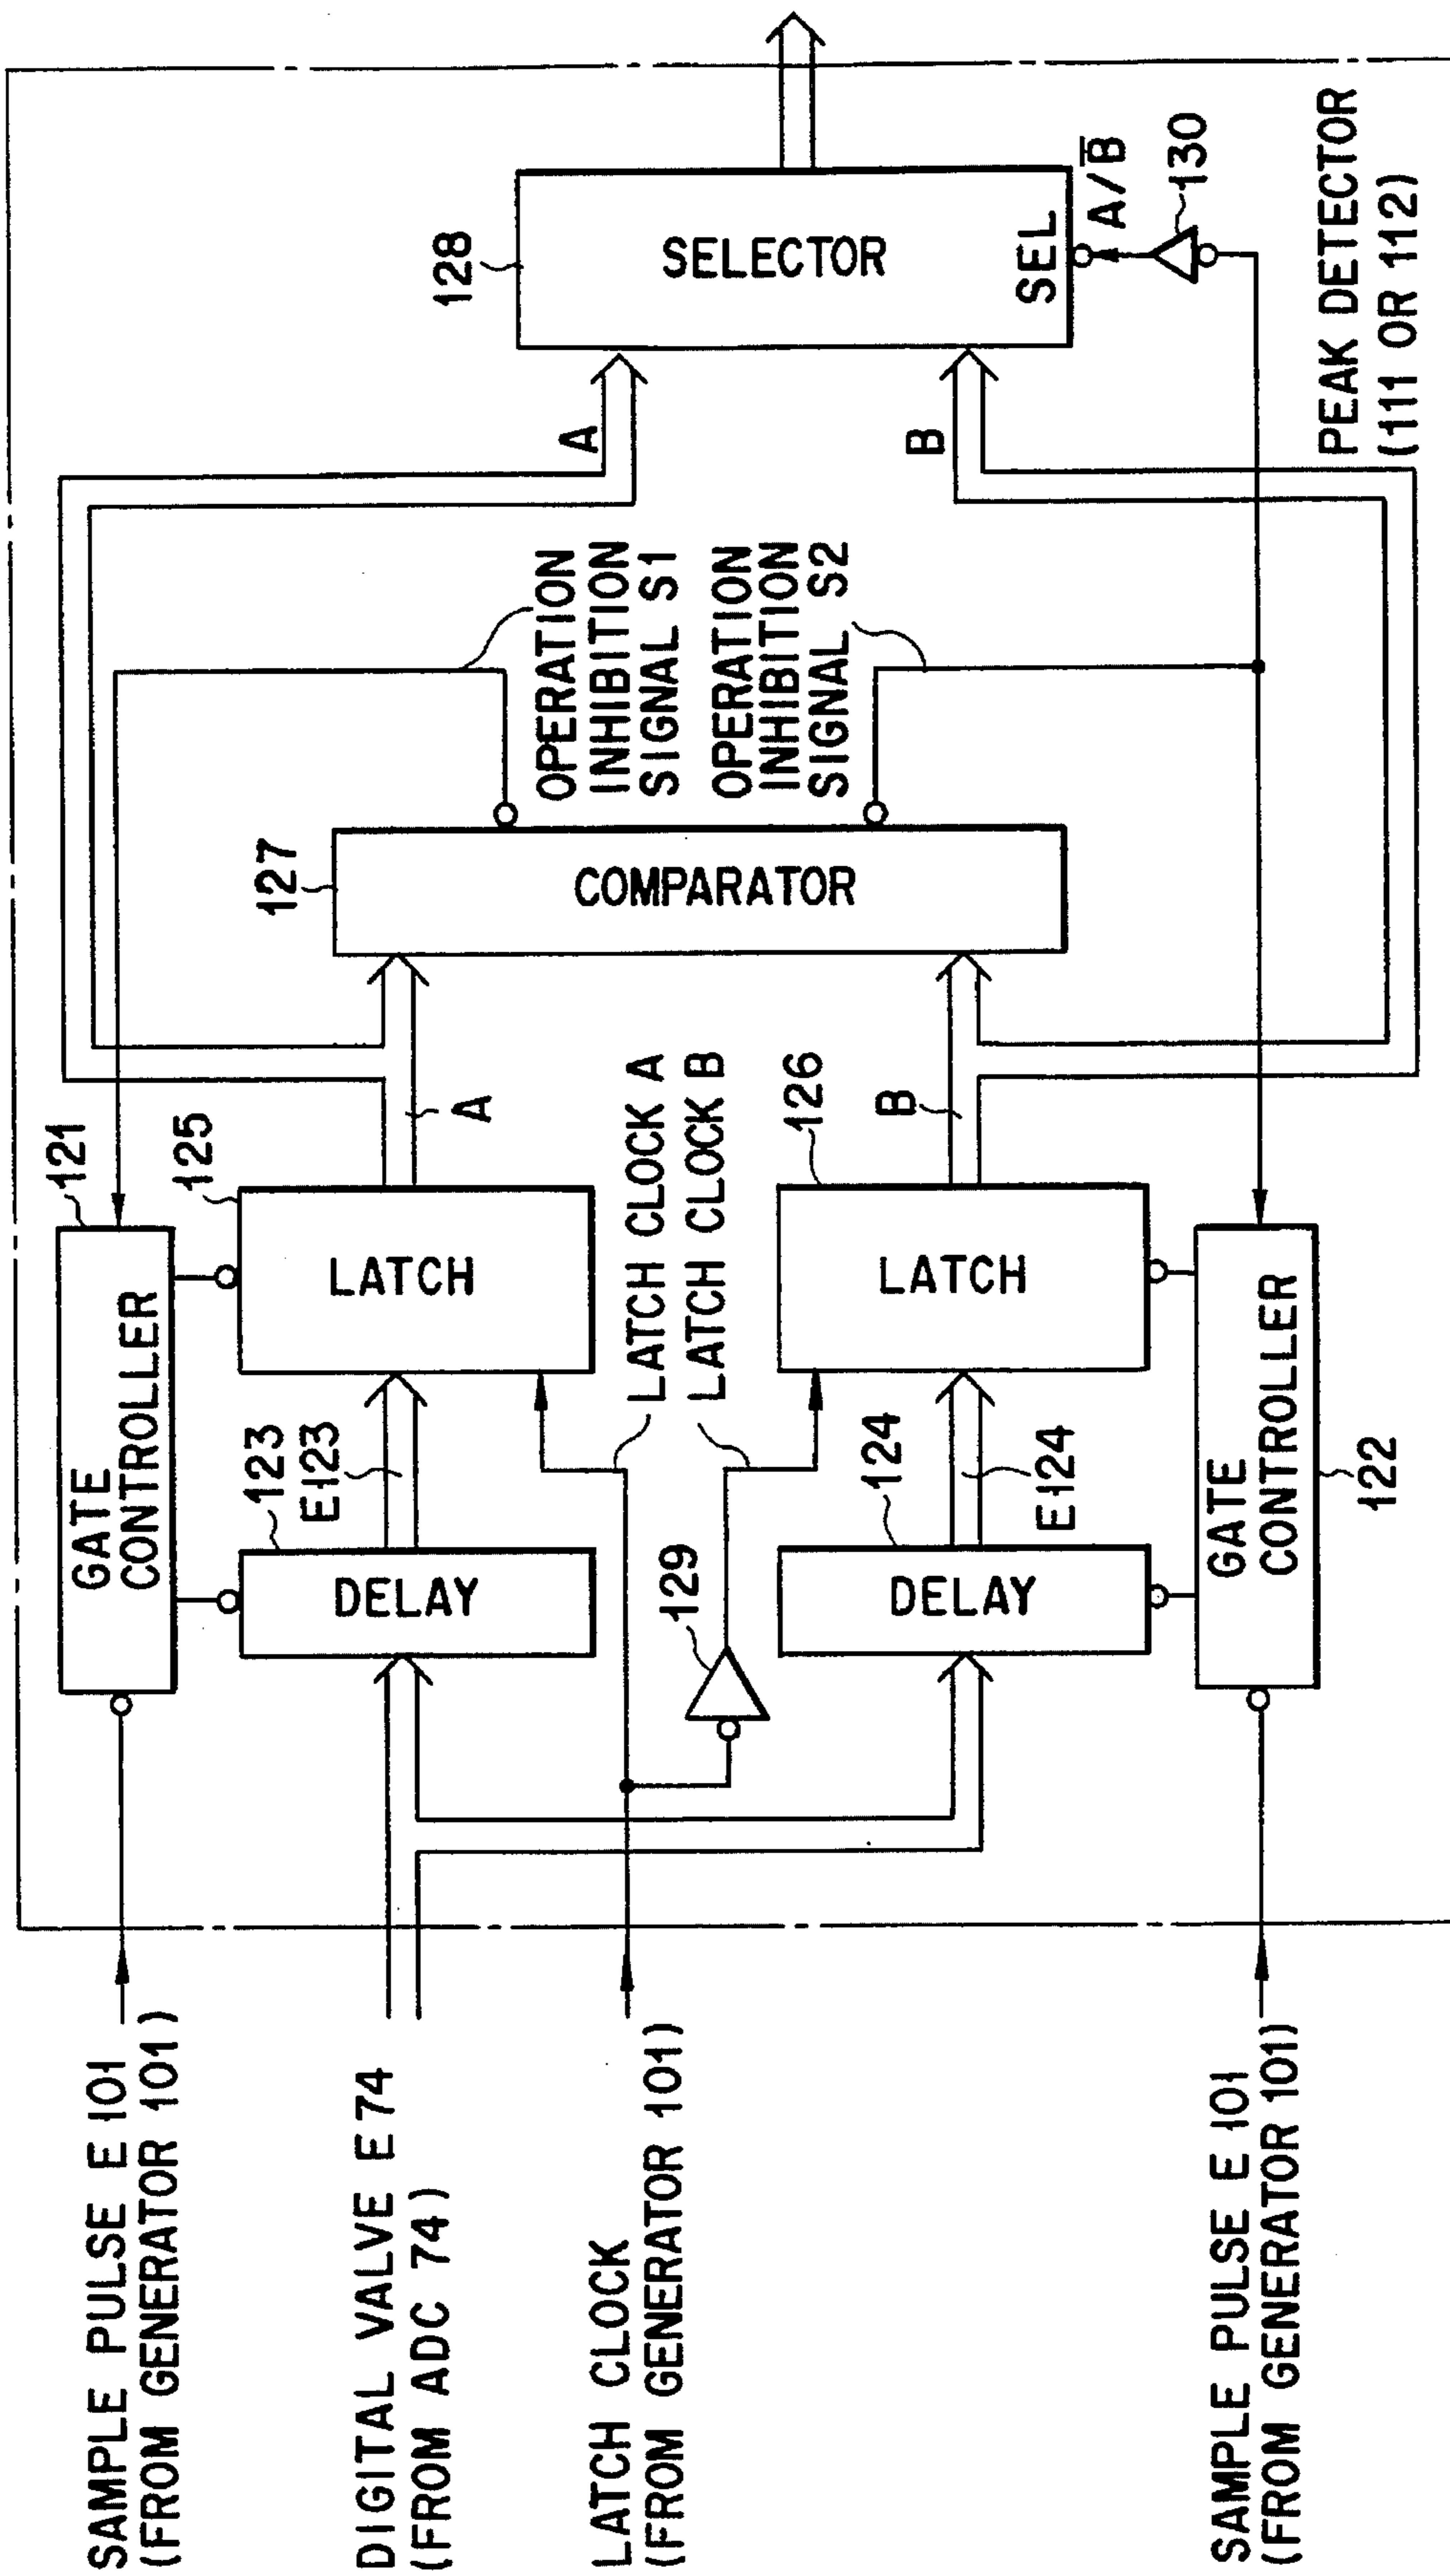 SAMPLE PULSE E 101
(FROM GENERATOR 101)
DIGITAL VALVE E 74
(FROM ADC 74)
LATCH CLOCK
(FROM GENERATOR 101)
SAMPLE PULSE E 101
(FROM GENERATOR 101)
121
GATE
CONTROLLER
123
DELAY
E123
125
LATCH
A
LATCH CLOCK A
LATCH CLOCK B
129
124
DELAY
E124
126
LATCH
B
GATE
CONTROLLER
122
127
COMPARATOR
OPERATION
INHIBITION
SIGNAL S1
OPERATION
INHIBITION
SIGNAL S2
A
B
128
SELECTOR
SEL
A/B̅
130
PEAK DETECTOR
(111 OR 112)